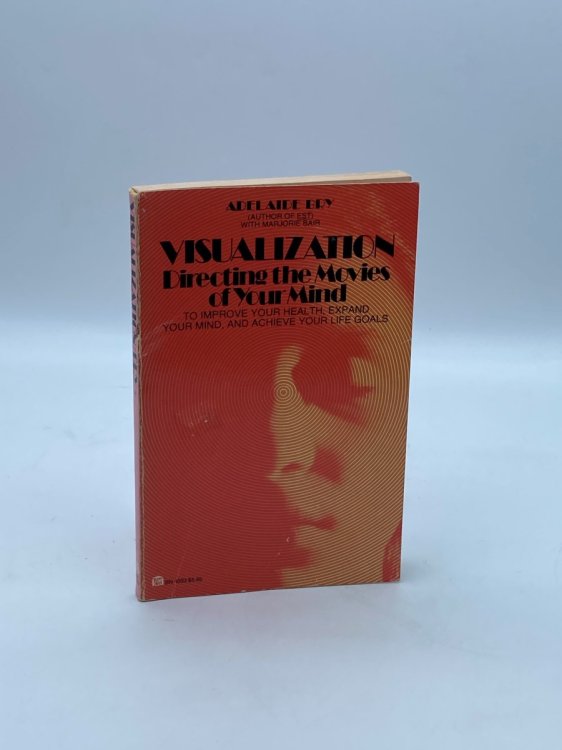 ADELAIDE BRY
(AUTHOR OF EST)
WITH MARJORIE BAIR
VISUALIZATION
Directing the Movies
of Your Mind
TO IMPROVE YOUR HEALTH, EXPAND
YOUR MIND, AND ACHIEVE YOUR LIFE GOALS